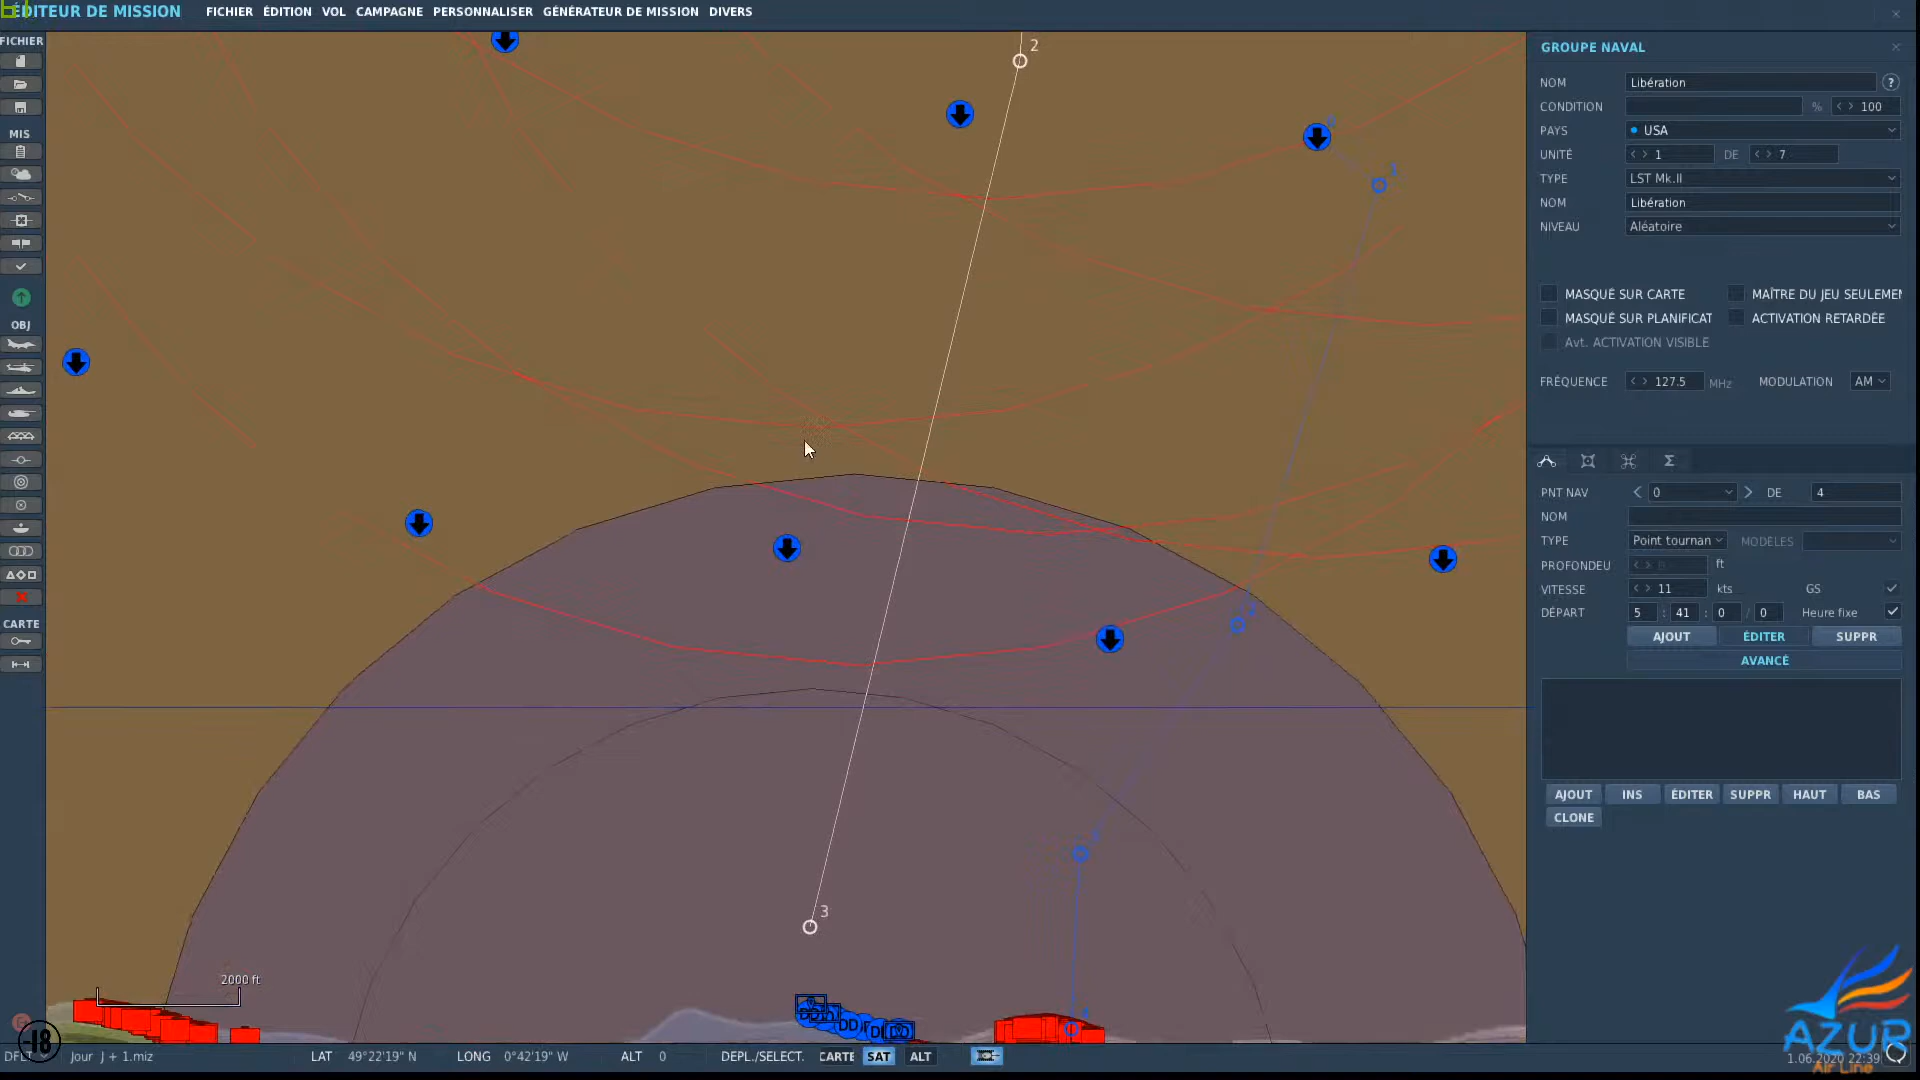 ÉDITEUR DE MISSION
FICHIER ÉDITION VOL CAMPAGNE PERSONNALISER GÉNÉRATEUR DE MISSION DIVERS
FICHIER
MIS
OBJ
CARTE
2
3
2000 ft
-18
GROUPE NAVAL
NOM Libération ?
CONDITION % < > 100
PAYS USA
UNITÉ < > 1 DE < > 7
TYPE LST Mk.II
NOM Libération
NIVEAU Aléatoire
MASQUÉ SUR CARTE MAÎTRE DU JEU SEULEMEN
MASQUÉ SUR PLANIFICAT ACTIVATION RETARDÉE
Avt. ACTIVATION VISIBLE
FRÉQUENCE < > 127.5 MHz MODULATION AM
PNT NAV < 0 > DE 4
NOM
TYPE Point tournan MODÈLES
PROFONDEU < > ft
VITESSE < > 11 kts GS
DÉPART 5 : 41 : 0 / 0 Heure fixe
AJOUT ÉDITER SUPPR
AVANCÉ
AJOUT INS ÉDITER SUPPR HAUT BAS
CLONE
Jour J + 1.miz LAT 49°22'19" N LONG 0°42'19" W ALT 0 DEPL./SELECT. CARTE SAT ALT
1.06.2020 22:39
AZUR
Air Line